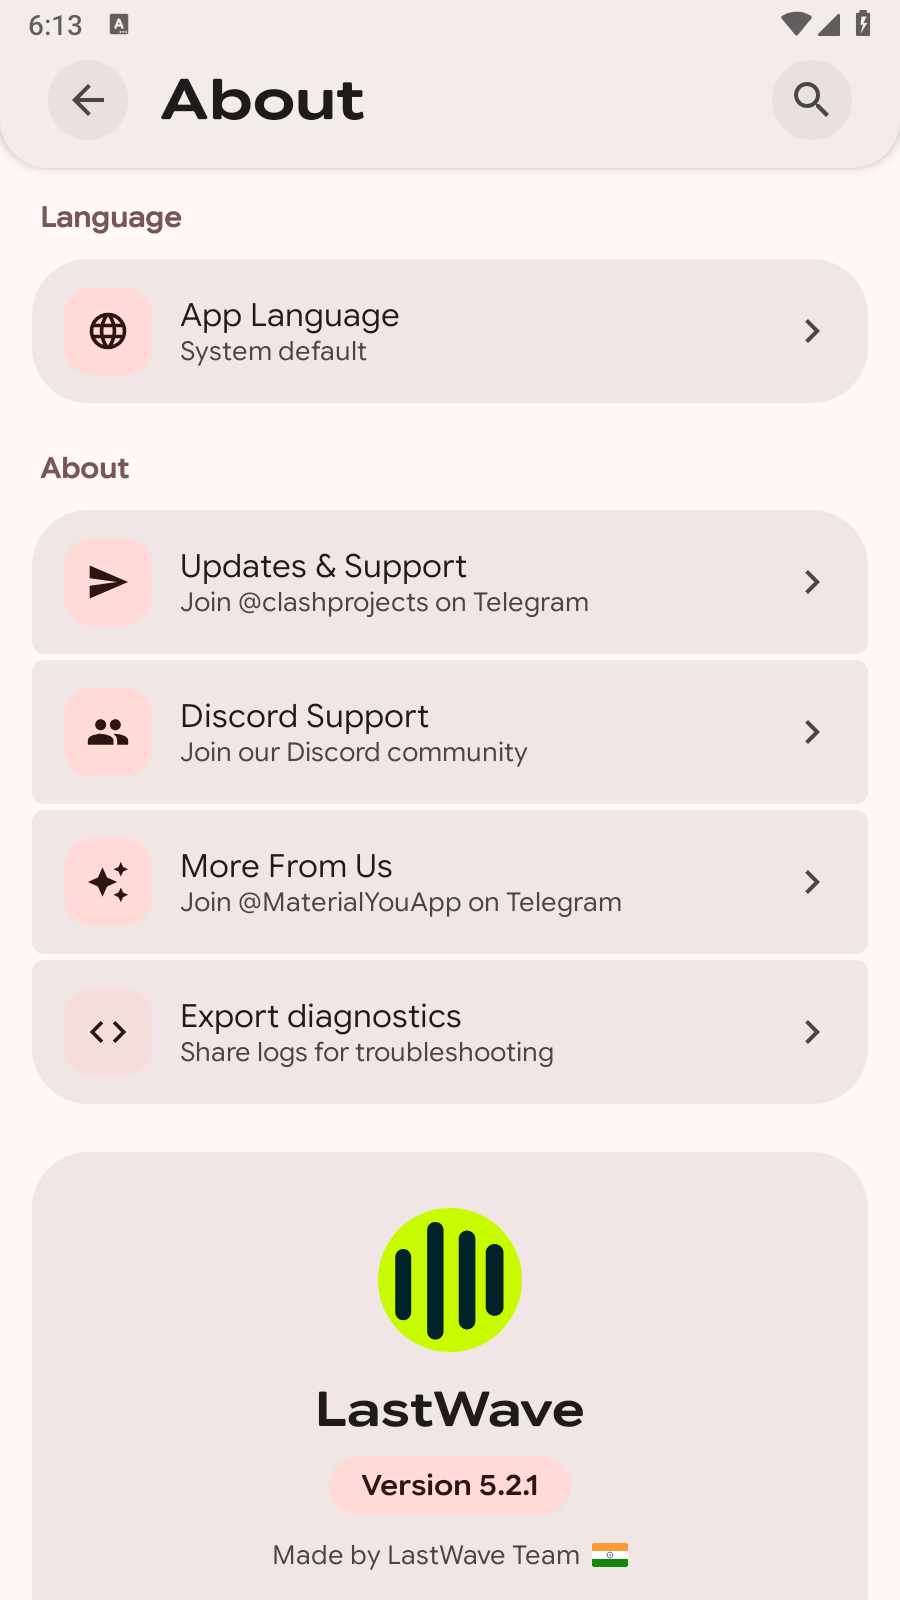 6:13
About
Language
App Language
System default
About
Updates & Support
Join @clashprojects on Telegram
Discord Support
Join our Discord community
More From Us
Join @MaterialYouApp on Telegram
Export diagnostics
Share logs for troubleshooting
LastWave
Version 5.2.1
Made by LastWave Team 🇮🇳